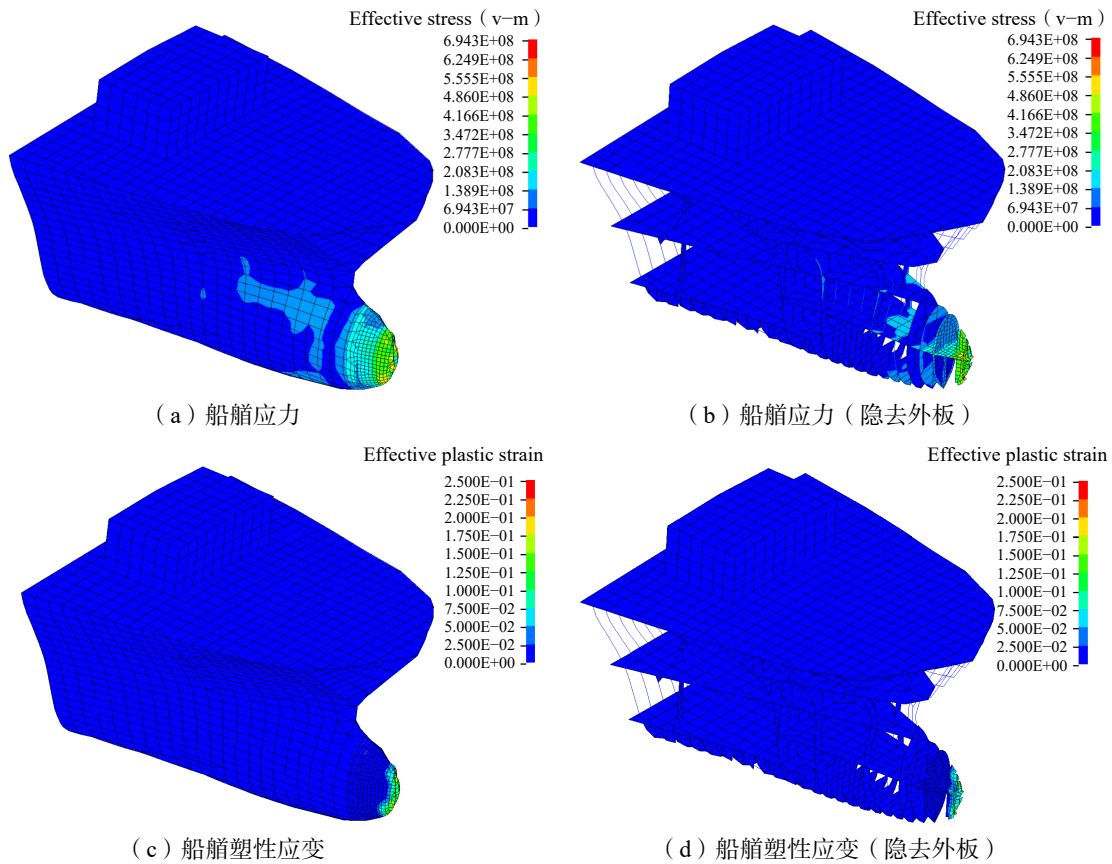 Effective stress（v−m）
6.943E+08
6.249E+08
5.555E+08
4.860E+08
4.166E+08
3.472E+08
2.777E+08
2.083E+08
1.389E+08
6.943E+07
0.000E+00
（a）船艏应力
Effective stress（v−m）
6.943E+08
6.249E+08
5.555E+08
4.860E+08
4.166E+08
3.472E+08
2.777E+08
2.083E+08
1.389E+08
6.943E+07
0.000E+00
（b）船艏应力（隐去外板）
Effective plastic strain
2.500E−01
2.250E−01
2.000E−01
1.750E−01
1.500E−01
1.250E−01
1.000E−01
7.500E−02
5.000E−02
2.500E−02
0.000E+00
（c）船艏塑性应变
Effective plastic strain
2.500E−01
2.250E−01
2.000E−01
1.750E−01
1.500E−01
1.250E−01
1.000E−01
7.500E−02
5.000E−02
2.500E−02
0.000E+00
（d）船艏塑性应变（隐去外板）